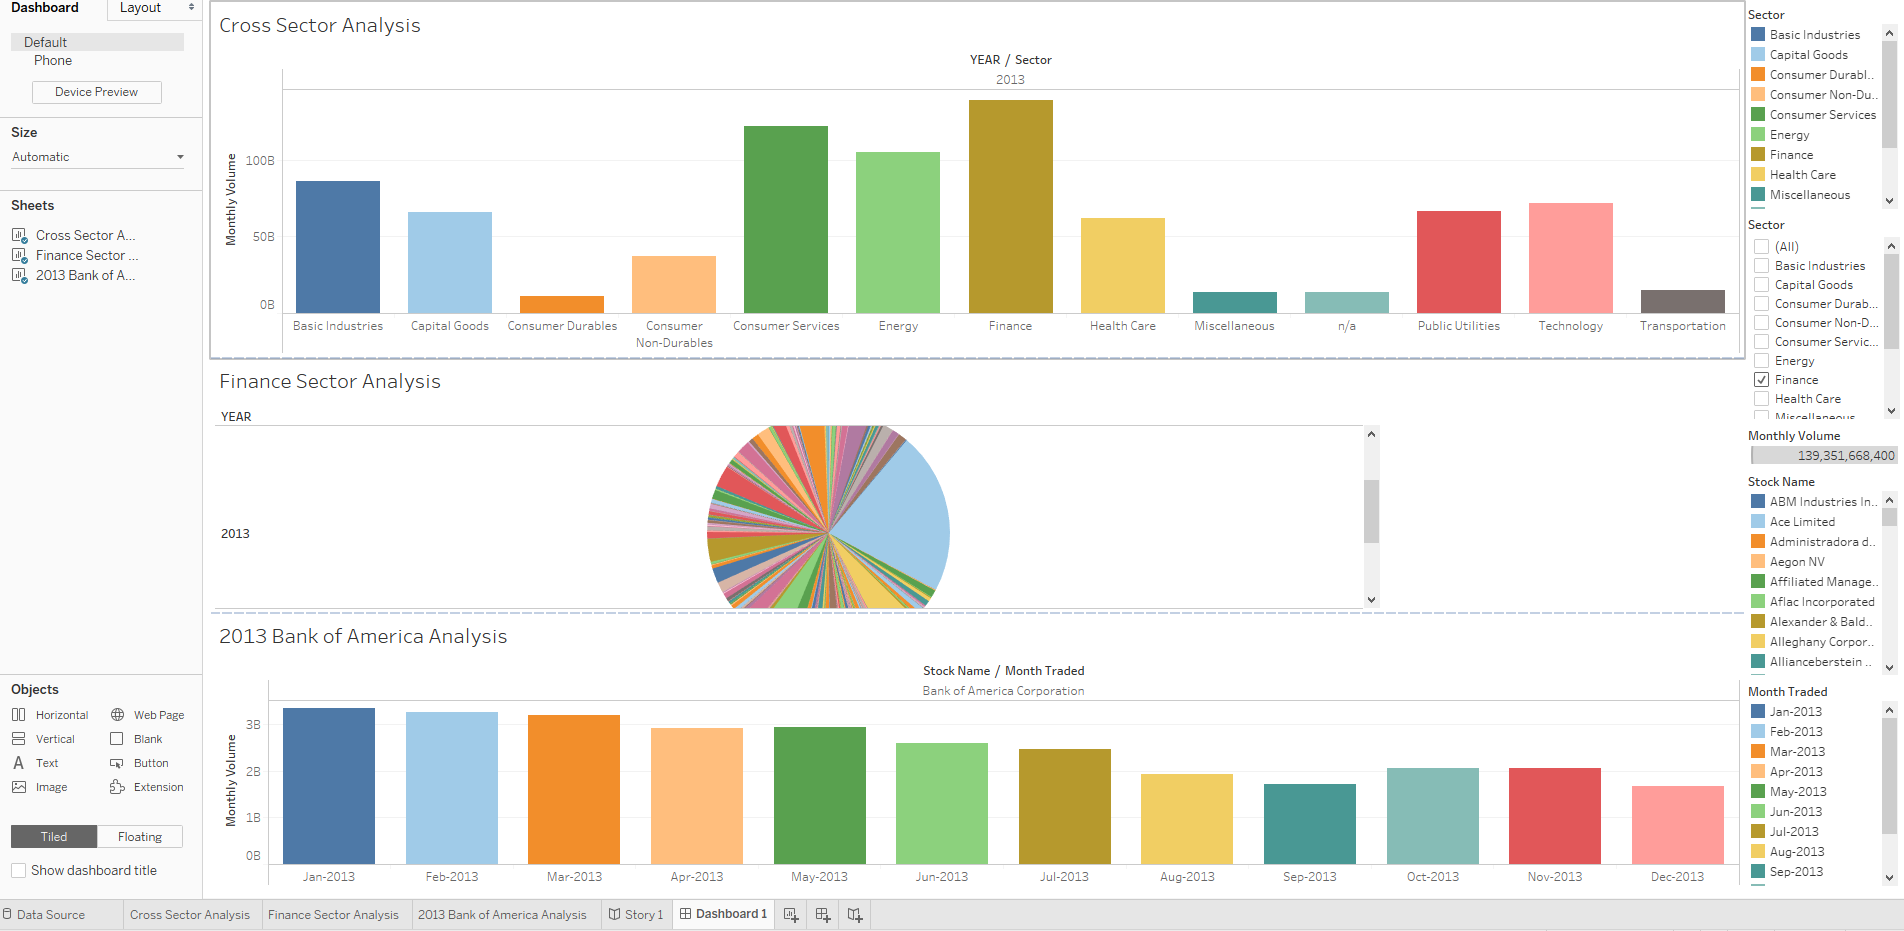 Dashboard
Layout
Default
Phone
Device Preview
Size
Automatic
Sheets
Cross Sector A...
Finance Sector ...
2013 Bank of A...
Objects
Horizontal
Web Page
Vertical
Blank
Text
Button
Image
Extension
Tiled
Floating
Show dashboard title
Cross Sector Analysis
YEAR / Sector
2013
Monthly Volume
100B
50B
0B
Basic Industries
Capital Goods
Consumer Durables
Consumer
Non-Durables
Consumer Services
Energy
Finance
Health Care
Miscellaneous
n/a
Public Utilities
Technology
Transportation
Finance Sector Analysis
YEAR
2013
2013 Bank of America Analysis
Stock Name / Month Traded
Bank of America Corporation
Monthly Volume
3B
2B
1B
0B
Jan-2013
Feb-2013
Mar-2013
Apr-2013
May-2013
Jun-2013
Jul-2013
Aug-2013
Sep-2013
Oct-2013
Nov-2013
Dec-2013
Sector
Basic Industries
Capital Goods
Consumer Durabl..
Consumer Non-Du..
Consumer Services
Energy
Finance
Health Care
Miscellaneous
Sector
(All)
Basic Industries
Capital Goods
Consumer Durab...
Consumer Non-D...
Consumer Servic...
Energy
Finance
Health Care
Miscellaneous
Monthly Volume
139,351,668,400
Stock Name
ABM Industries In..
Ace Limited
Administradora d..
Aegon NV
Affiliated Manage..
Aflac Incorporated
Alexander & Bald..
Alleghany Corpor..
Allianceberstein ..
Month Traded
Jan-2013
Feb-2013
Mar-2013
Apr-2013
May-2013
Jun-2013
Jul-2013
Aug-2013
Sep-2013
Data Source
Cross Sector Analysis
Finance Sector Analysis
2013 Bank of America Analysis
Story 1
Dashboard 1